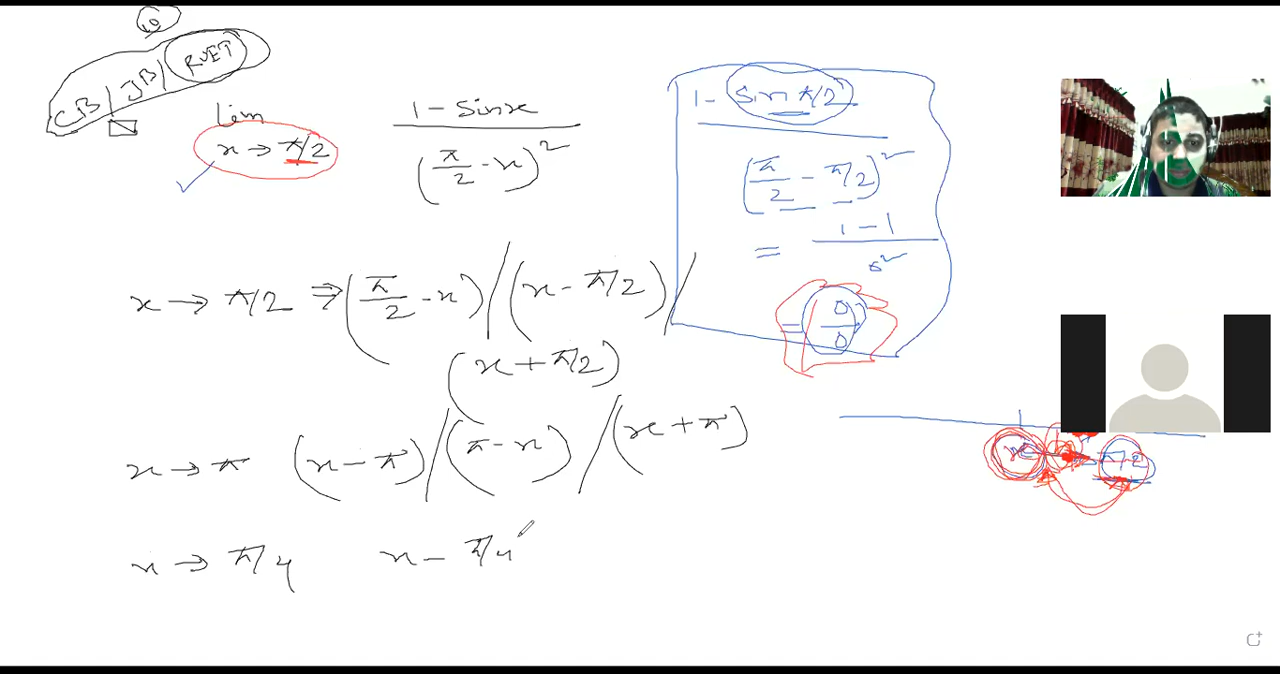 CB | JB | RUET
Lim
x → π/2
1 - Sinx
(π/2 - x)²
1 - Sin π/2
(π/2 - π/2)²
= 1 - 1
0²
= 0/0
x → π/2 ⇒ (π/2 - x) / (x - π/2) /
(x + π/2)
x → π (x - π) / (π - x) / (x + π)
x → π/4 x - π/4
x π/2